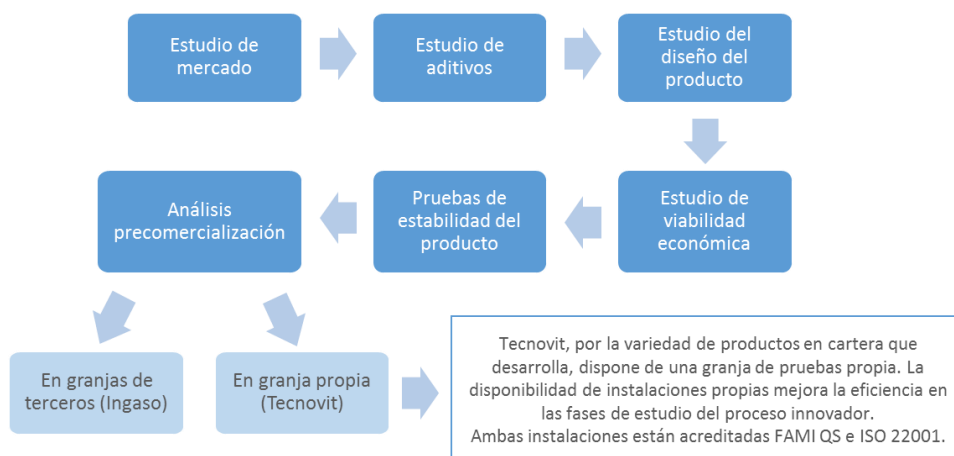 Estudio de
mercado
Estudio de
aditivos
Estudio del
diseño del
producto
Análisis
precomercialización
Pruebas de
estabilidad del
producto
Estudio de
viabilidad
económica
En granjas de
terceros (Ingaso)
En granja propia
(Tecnovit)
Tecnovit, por la variedad de productos en cartera que
desarrolla, dispone de una granja de pruebas propia. La
disponibilidad de instalaciones propias mejora la eficiencia en
las fases de estudio del proceso innovador.
Ambas instalaciones están acreditadas FAMI QS e ISO 22001.